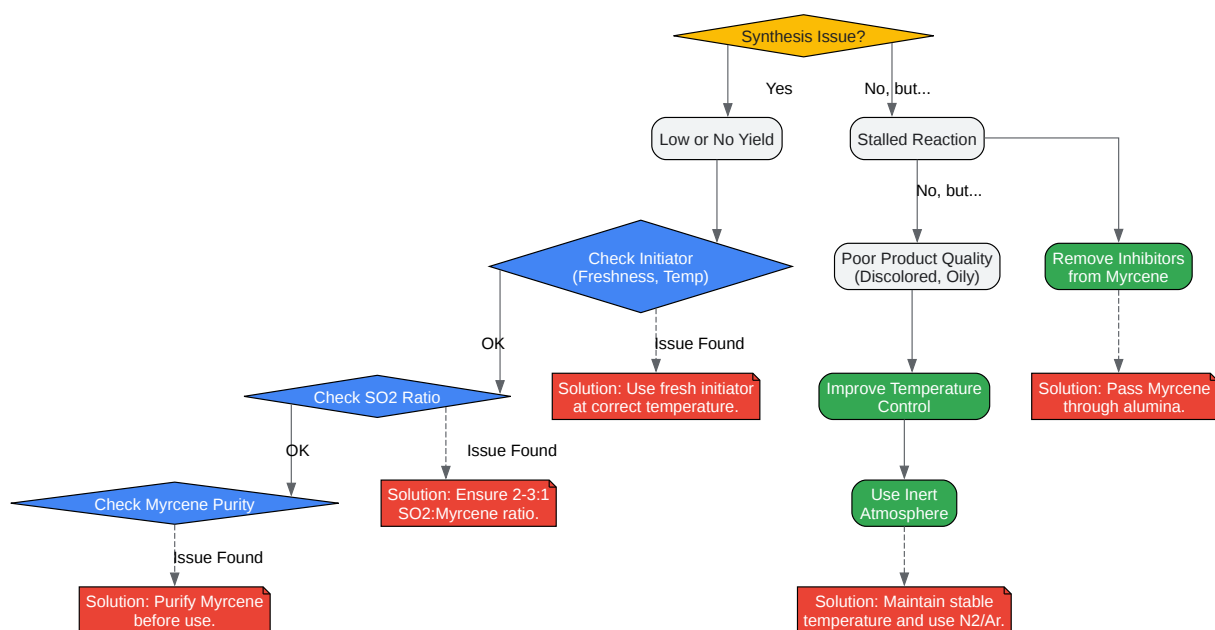 Synthesis Issue?
Yes
No, but...
Low or No Yield
Stalled Reaction
No, but...
Check Initiator
(Freshness, Temp)
Poor Product Quality
(Discolored, Oily)
Remove Inhibitors
from Myrcene
OK
Issue Found
Check SO2 Ratio
Solution: Use fresh initiator
at correct temperature.
Improve Temperature
Control
Solution: Pass Myrcene
through alumina.
OK
Issue Found
Check Myrcene Purity
Solution: Ensure 2-3:1
SO2:Myrcene ratio.
Use Inert
Atmosphere
Issue Found
Solution: Purify Myrcene
before use.
Solution: Maintain stable
temperature and use N2/Ar.